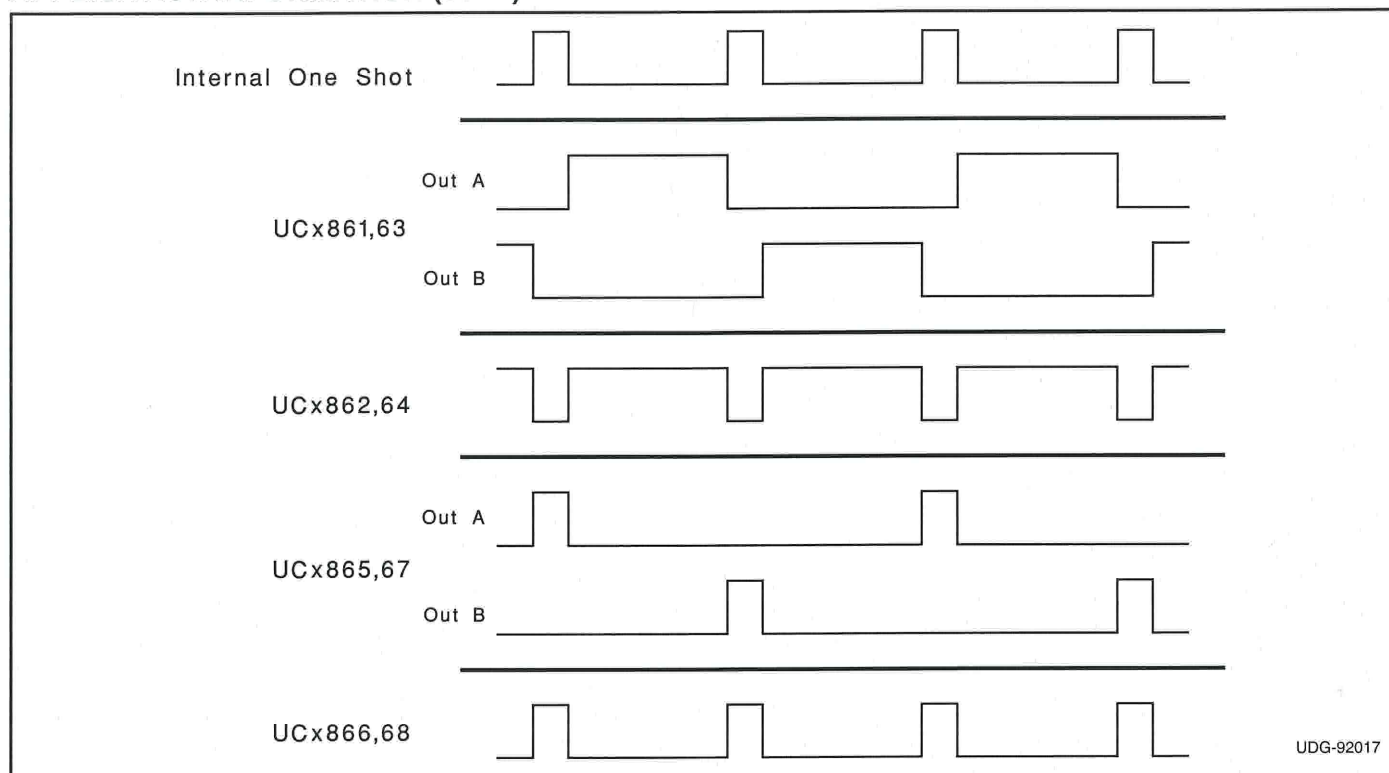 Internal One Shot
Out A
UCx861,63
Out B
UCx862,64
Out A
UCx865,67
Out B
UCx866,68
UDG-92017